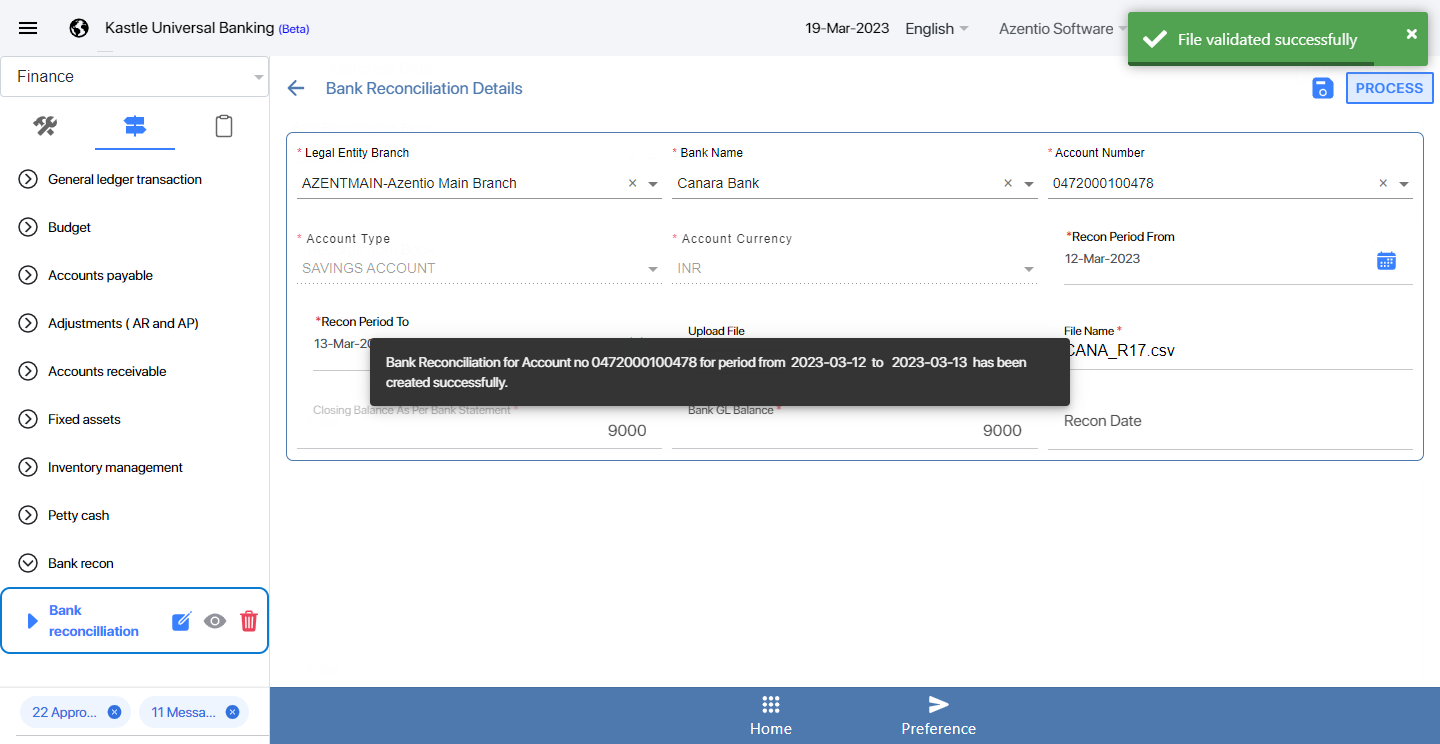 Kastle Universal Banking (Beta)
19-Mar-2023
English
Azentio Software
File validated successfully
Finance
Bank Reconciliation Details
PROCESS
General ledger transaction
Budget
Accounts payable
Adjustments ( AR and AP)
Accounts receivable
Fixed assets
Inventory management
Petty cash
Bank recon
Bank
reconcilliation
22 Appro...
11 Messa...
* Legal Entity Branch
AZENTMAIN-Azentio Main Branch
* Bank Name
Canara Bank
* Account Number
0472000100478
* Account Type
SAVINGS ACCOUNT
* Account Currency
INR
*Recon Period From
12-Mar-2023
*Recon Period To
13-Mar-20
Upload File
File Name *
CANA_R17.csv
Bank Reconciliation for Account no 0472000100478 for period from 2023-03-12 to 2023-03-13 has been
created successfully.
Closing Balance As Per Bank Statement *
9000
Bank GL Balance *
9000
Recon Date
Home
Preference